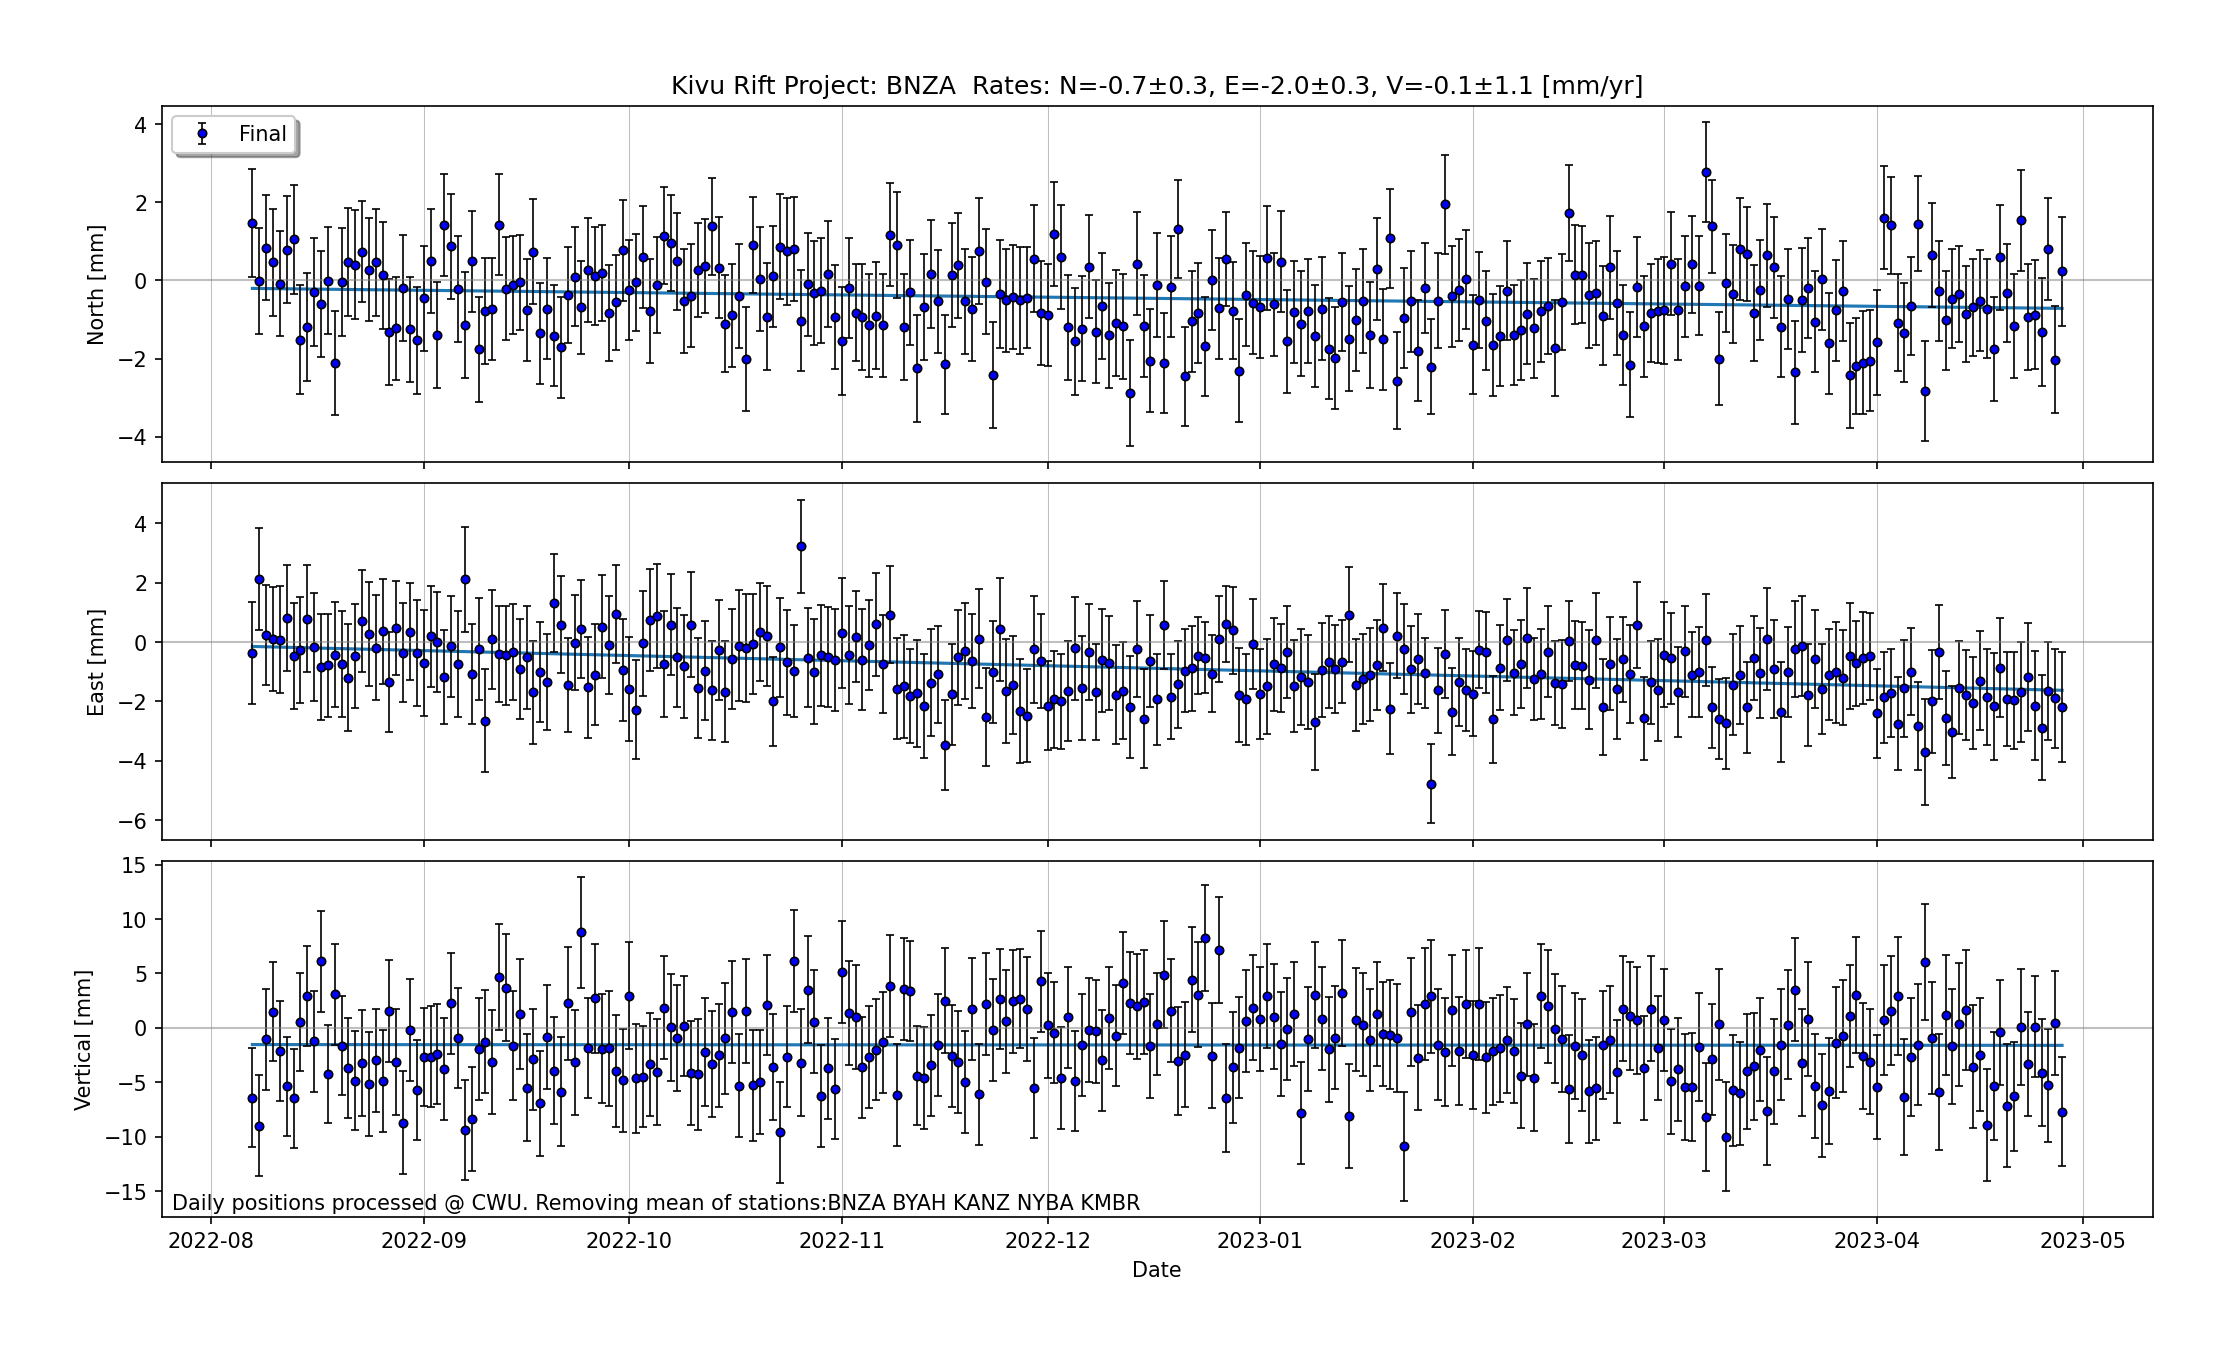 Kivu Rift Project: BNZA  Rates: N=-0.7±0.3, E=-2.0±0.3, V=-0.1±1.1 [mm/yr]
Final
North [mm]
4
2
0
−2
−4
East [mm]
4
2
0
−2
−4
−6
Vertical [mm]
15
10
5
0
−5
−10
−15
Daily positions processed @ CWU. Removing mean of stations:BNZA BYAH KANZ NYBA KMBR
2022-08 2022-09 2022-10 2022-11 2022-12 2023-01 2023-02 2023-03 2023-04 2023-05
Date